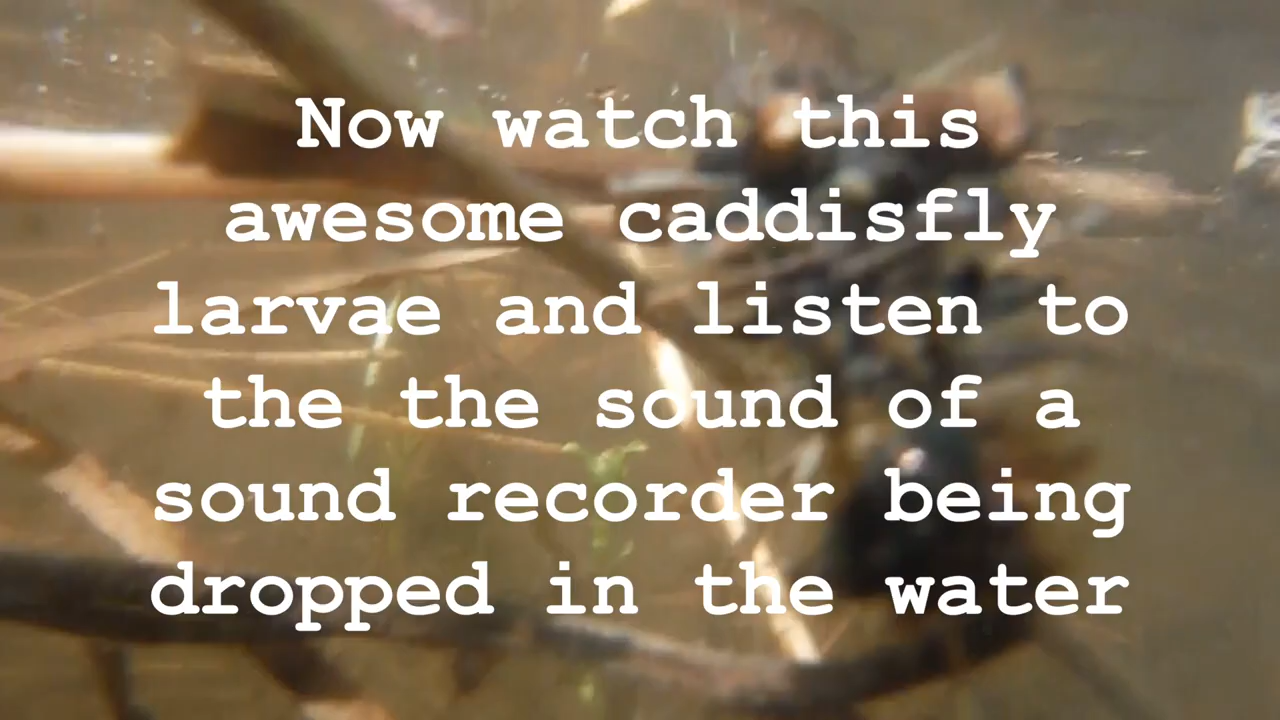 Now watch this
awesome caddisfly
larvae and listen to
the the sound of a
sound recorder being
dropped in the water